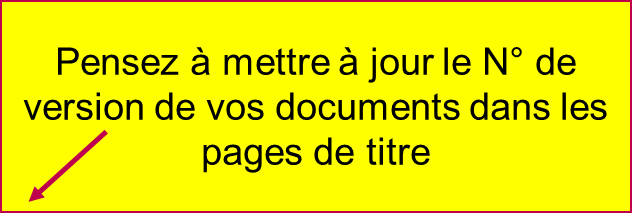 Pensez à mettre à jour le N° de
version de vos documents dans les
pages de titre